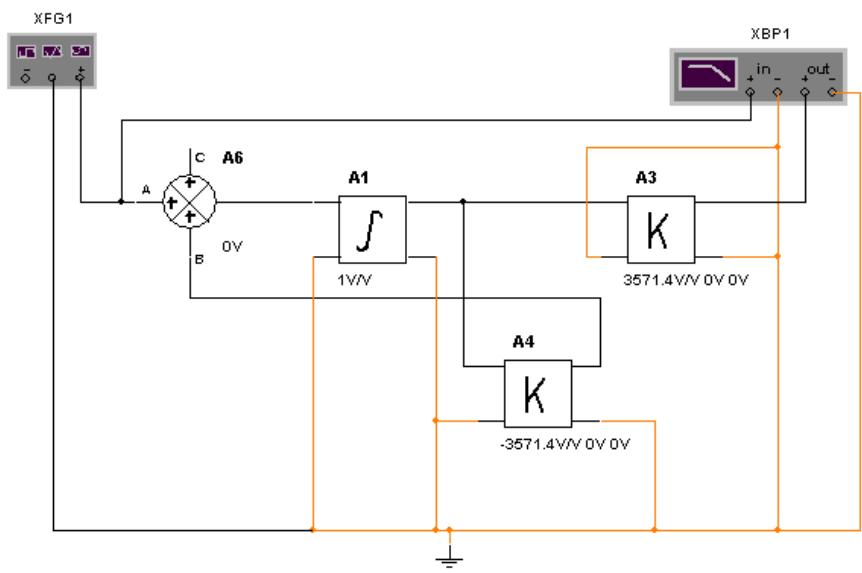 XFG1
XBP1
in
out
C
A6
A
A1
A3
K
B
0V
1V/V
3571.4V/V 0V 0V
A4
K
-3571.4V/V 0V 0V